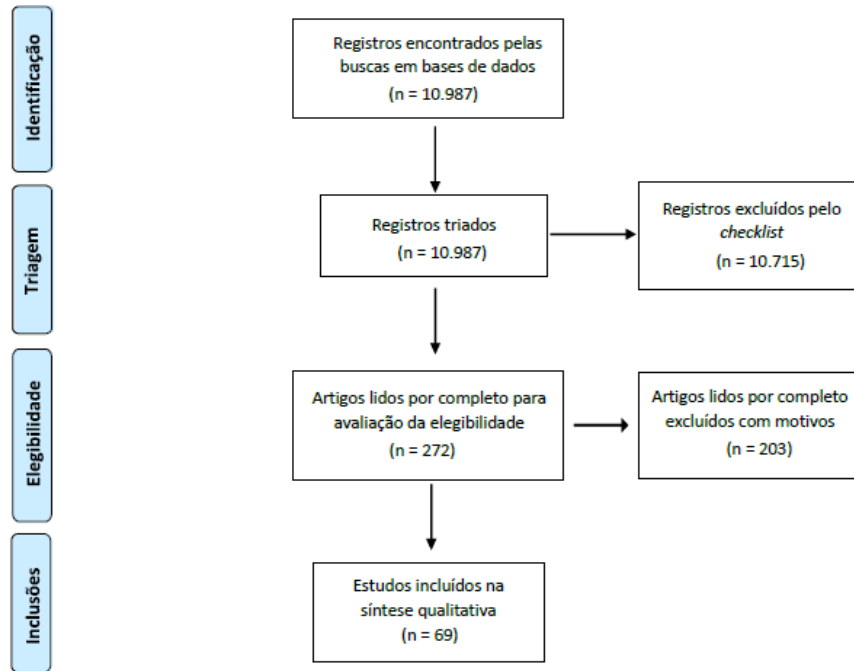 Identificação
Registros encontrados pelas
buscas em bases de dados
(n = 10.987)
Triagem
Registros triados
(n = 10.987)
Registros excluídos pelo
checklist
(n = 10.715)
Elegibilidade
Artigos lidos por completo para
avaliação da elegibilidade
(n = 272)
Artigos lidos por completo
excluídos com motivos
(n = 203)
Inclusões
Estudos incluídos na
síntese qualitativa
(n = 69)